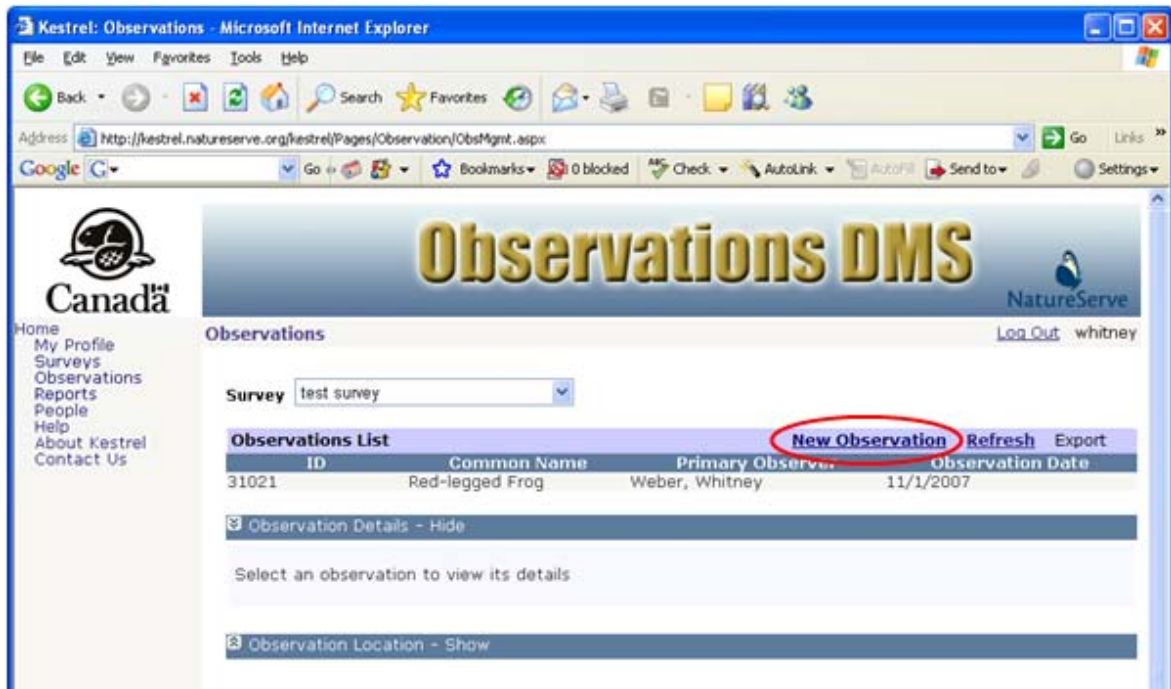 Kestrel: Observations - Microsoft Internet Explorer
File Edit View Favorites Tools Help
Back Search Favorites
Address http://kestrel.natureserve.org/kestrel/Pages/Observation/ObsMgmt.aspx Go Links »
Google G Go Bookmarks 0 blocked ABC Check AutoLink AutoFill Send to Settings
Observations DMS
Canada
NatureServe
Home
My Profile
Surveys
Observations
Reports
People
Help
About Kestrel
Contact Us
Observations Log Out whitney
Survey test survey
Observations List New Observation Refresh Export
ID Common Name Primary Observer Observation Date
31021 Red-legged Frog Weber, Whitney 11/1/2007
Observation Details - Hide
Select an observation to view its details
Observation Location - Show